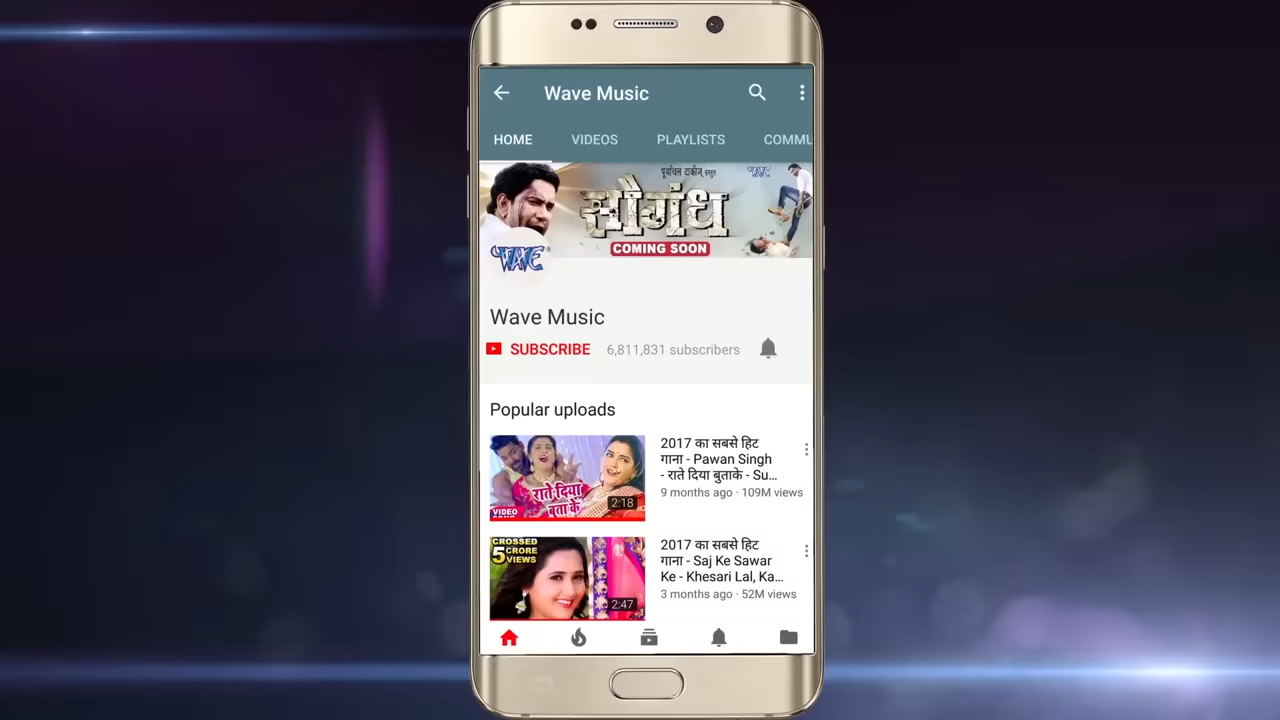 Wave Music
HOME VIDEOS PLAYLISTS COMMU
पूर्वांचल टाकीज् प्रस्तुत
WAVE
सौगंध
COMING SOON
WAVE
Wave Music
SUBSCRIBE 6,811,831 subscribers
Popular uploads
राते दिया
बुता के
VIDEO
2:18
2017 का सबसे हिट
गाना - Pawan Singh
- राते दिया बुताके - Su...
9 months ago · 109M views
CROSSED
5 CRORE
VIEWS
2:47
2017 का सबसे हिट
गाना - Saj Ke Sawar
Ke - Khesari Lal, Ka...
3 months ago · 52M views